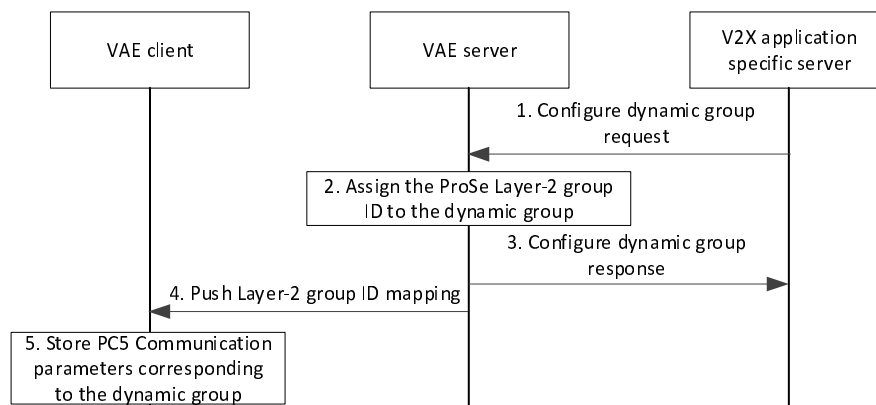 VAE client
VAE server
V2X application
specific server
1. Configure dynamic group
request
2. Assign the ProSe Layer-2 group
ID to the dynamic group
3. Configure dynamic group
response
4. Push Layer-2 group ID mapping
5. Store PC5 Communication
parameters corresponding
to the dynamic group